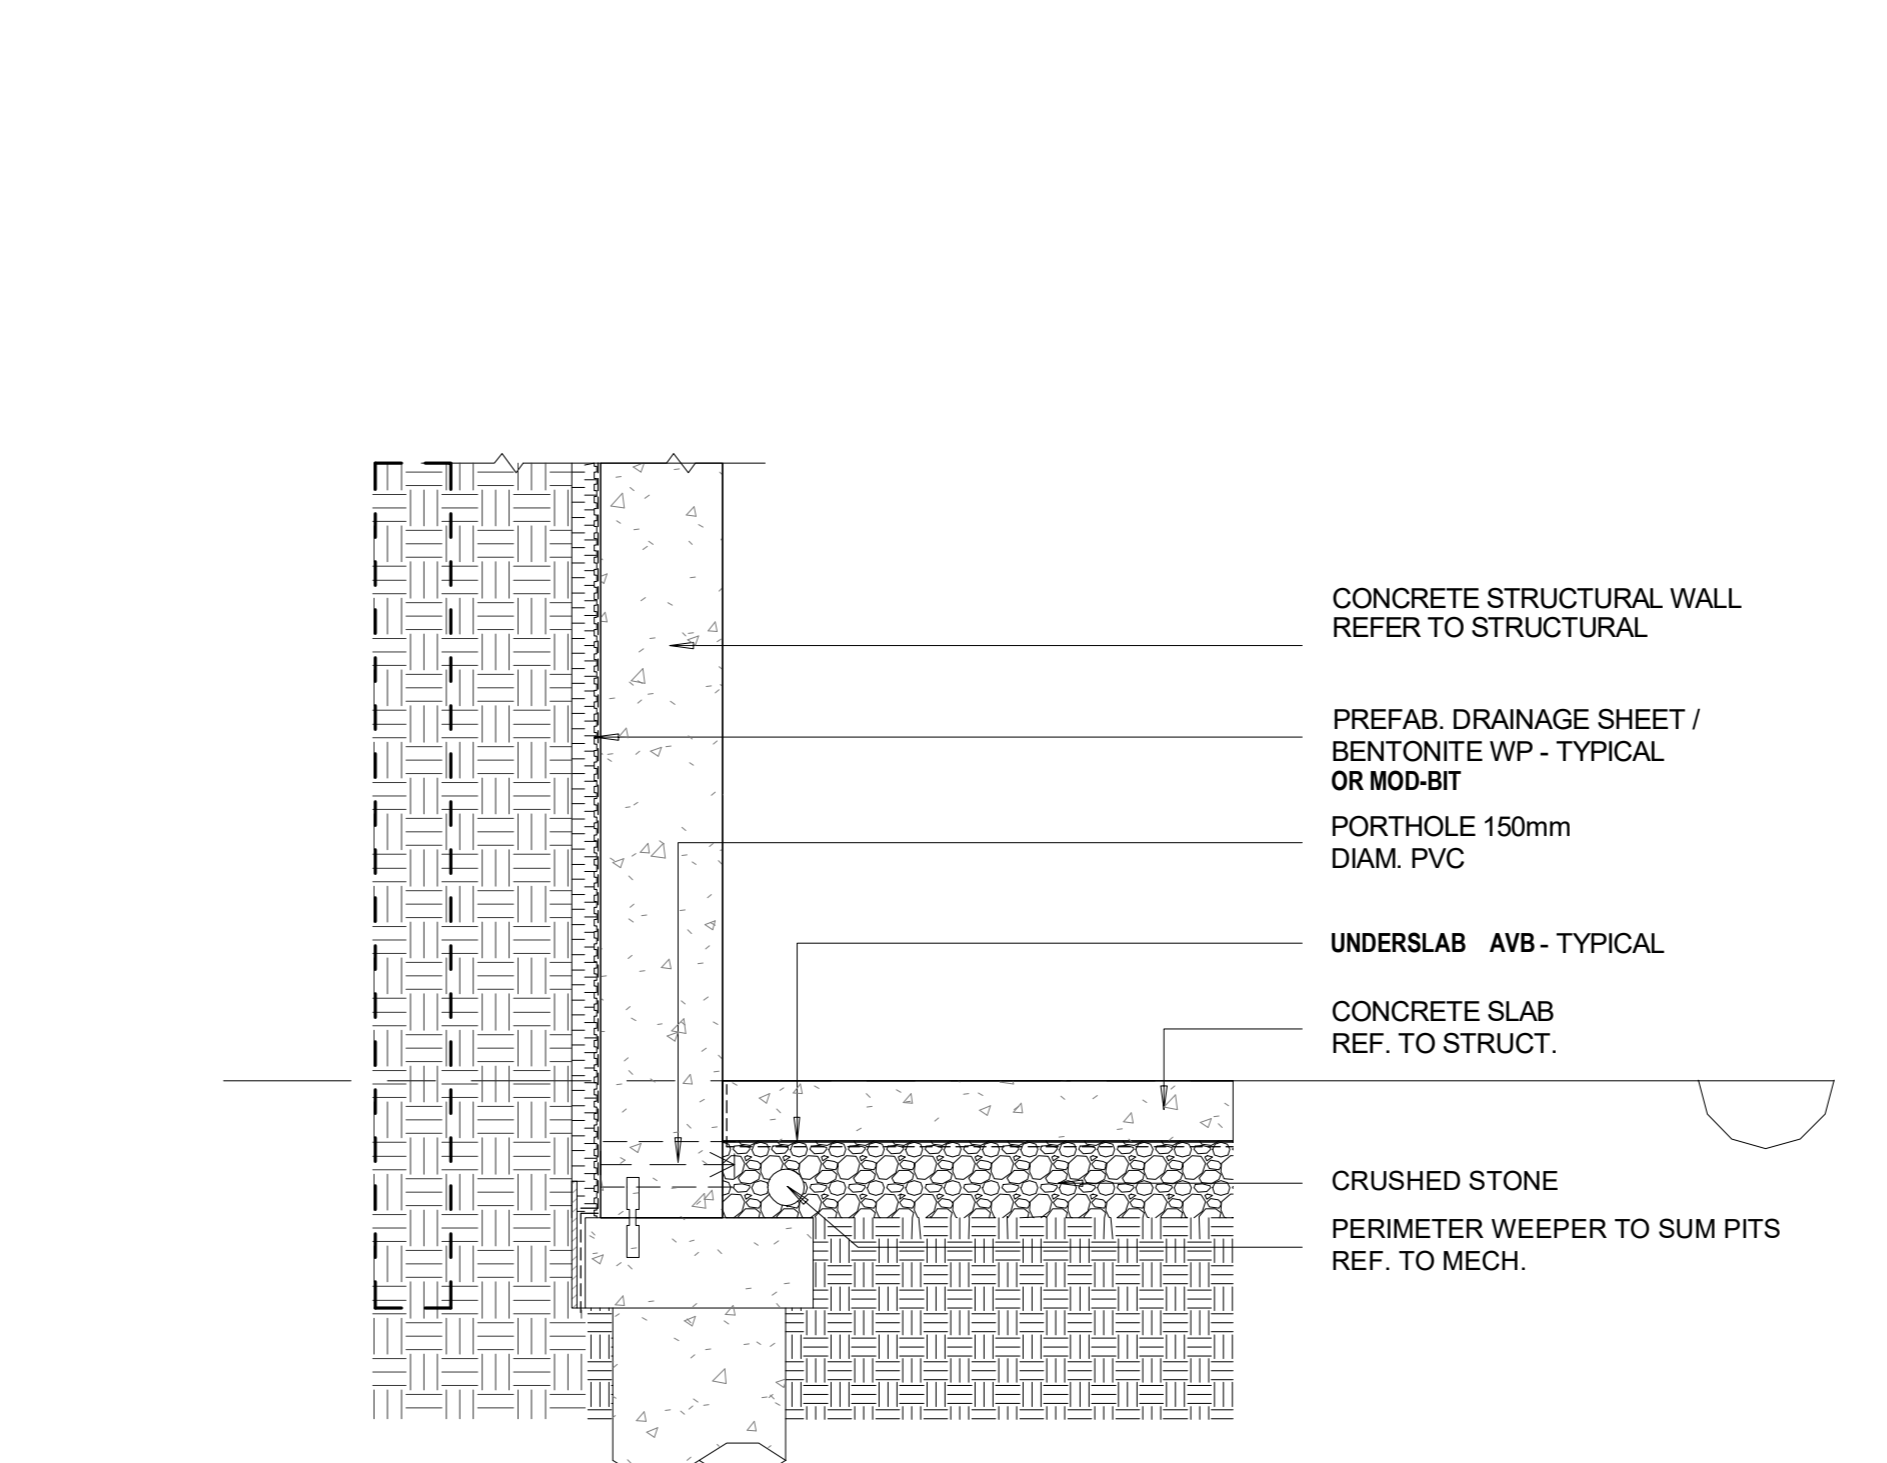 CONCRETE STRUCTURAL WALL
REFER TO STRUCTURAL
PREFAB. DRAINAGE SHEET /
BENTONITE WP - TYPICAL
OR MOD-BIT
PORTHOLE 150mm
DIAM. PVC
UNDERSLAB AVB - TYPICAL
CONCRETE SLAB
REF. TO STRUCT.
CRUSHED STONE
PERIMETER WEEPER TO SUM PITS
REF. TO MECH.